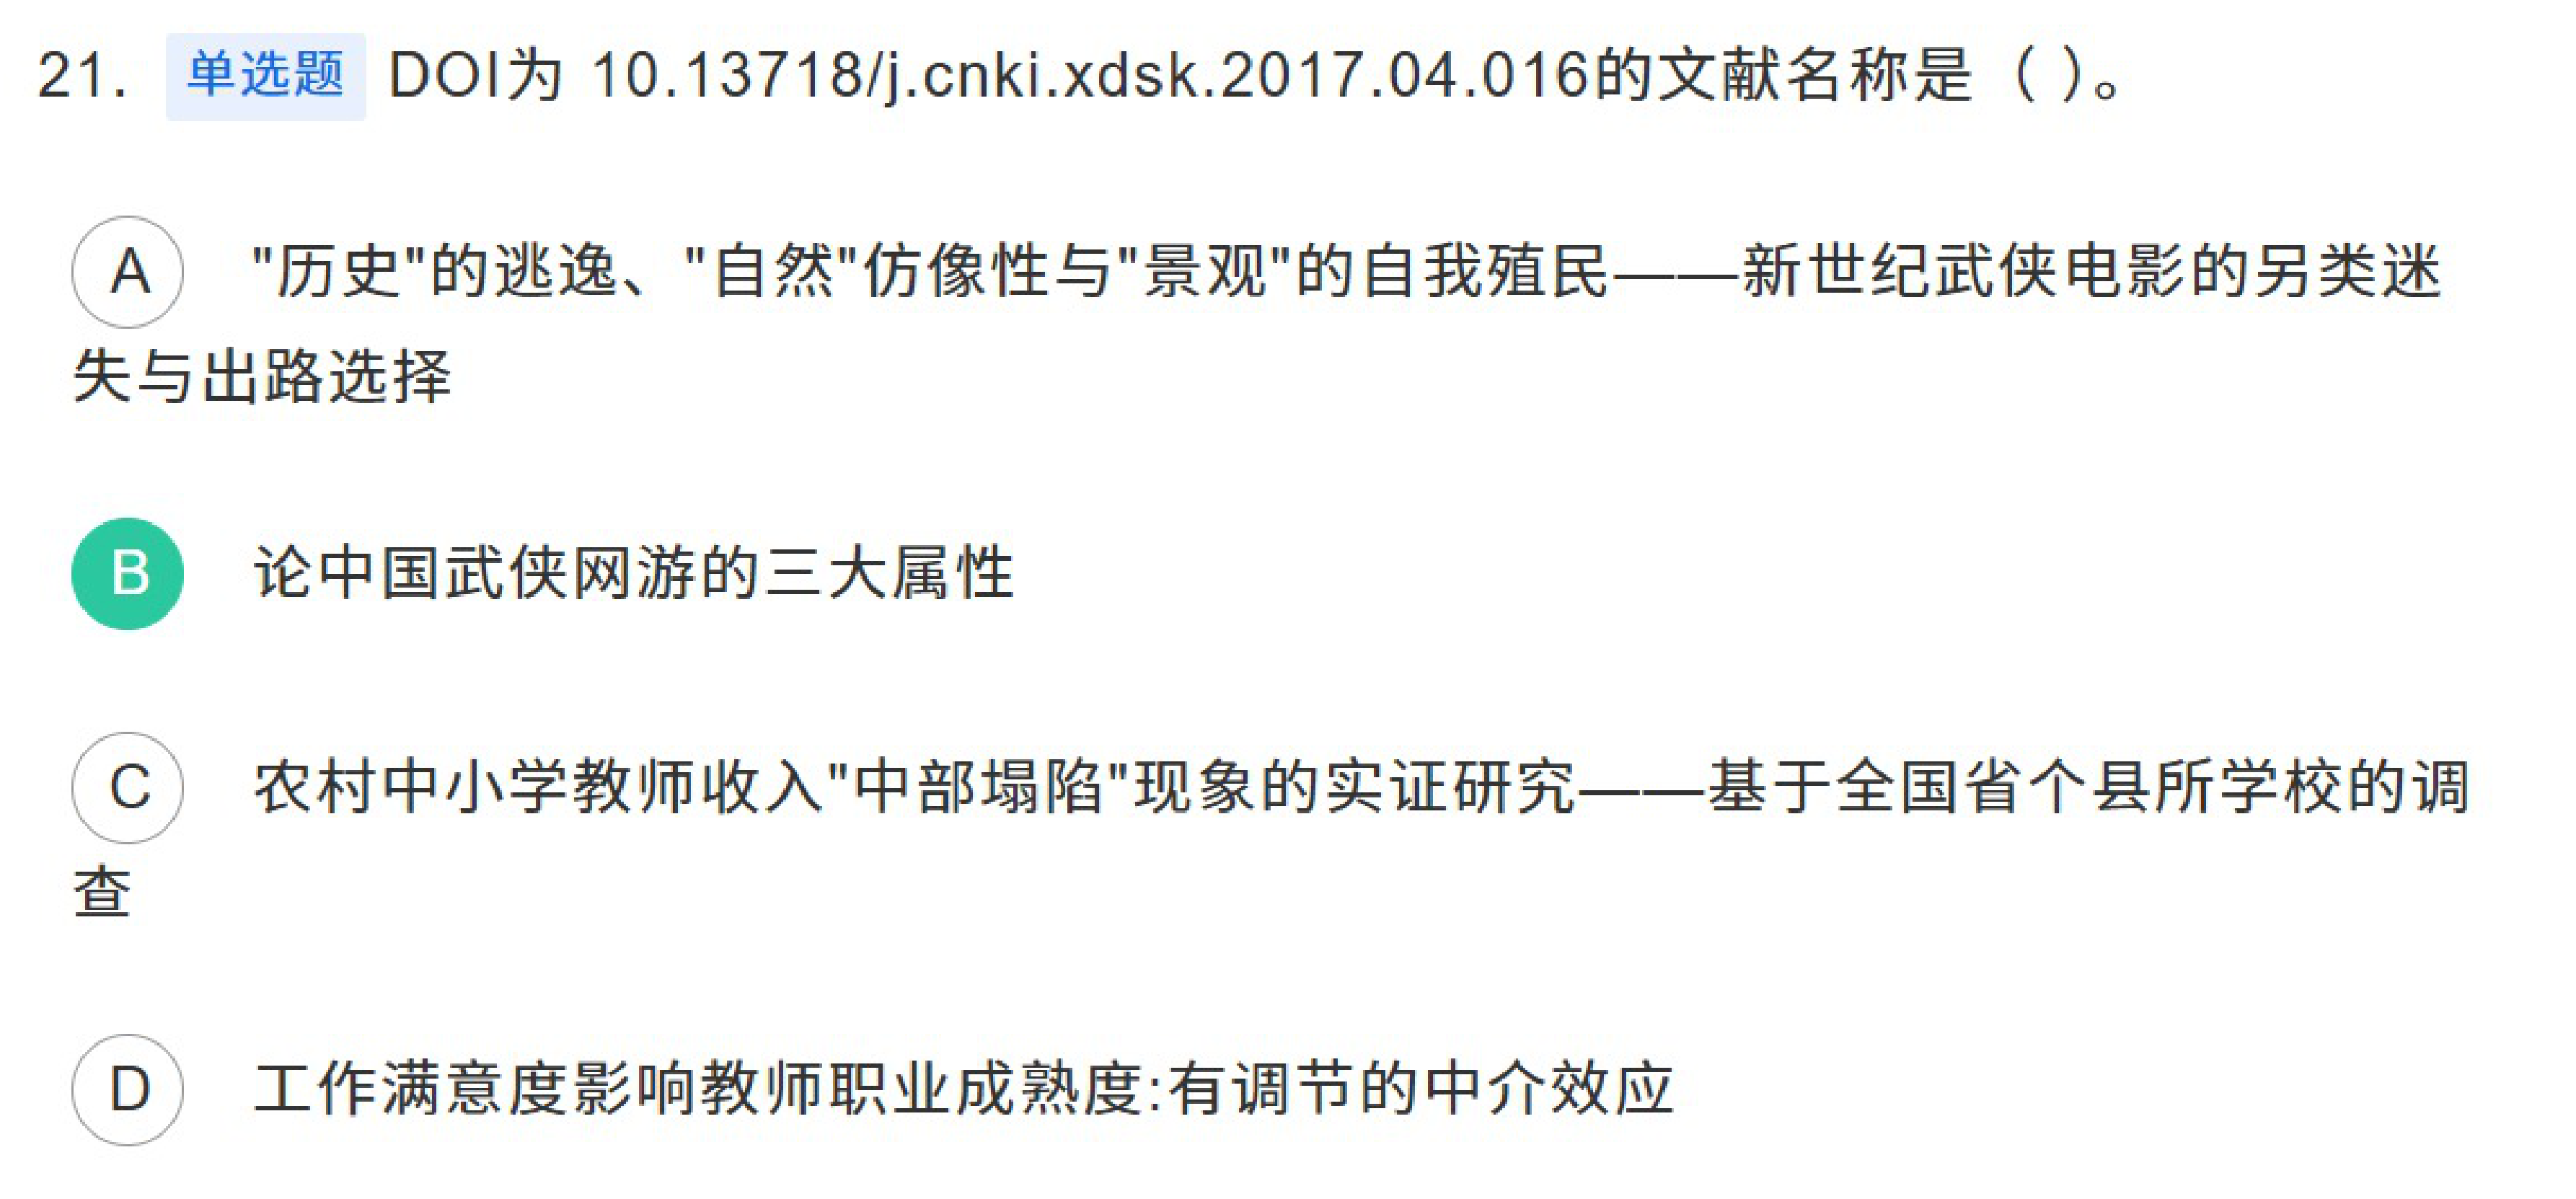 21. 单选题 DOI为 10.13718/j.cnki.xdsk.2017.04.016的文献名称是（ ）。
A "历史"的逃逸、"自然"仿像性与"景观"的自我殖民——新世纪武侠电影的另类迷
失与出路选择
B 论中国武侠网游的三大属性
C 农村中小学教师收入"中部塌陷"现象的实证研究——基于全国省个县所学校的调
查
D 工作满意度影响教师职业成熟度:有调节的中介效应